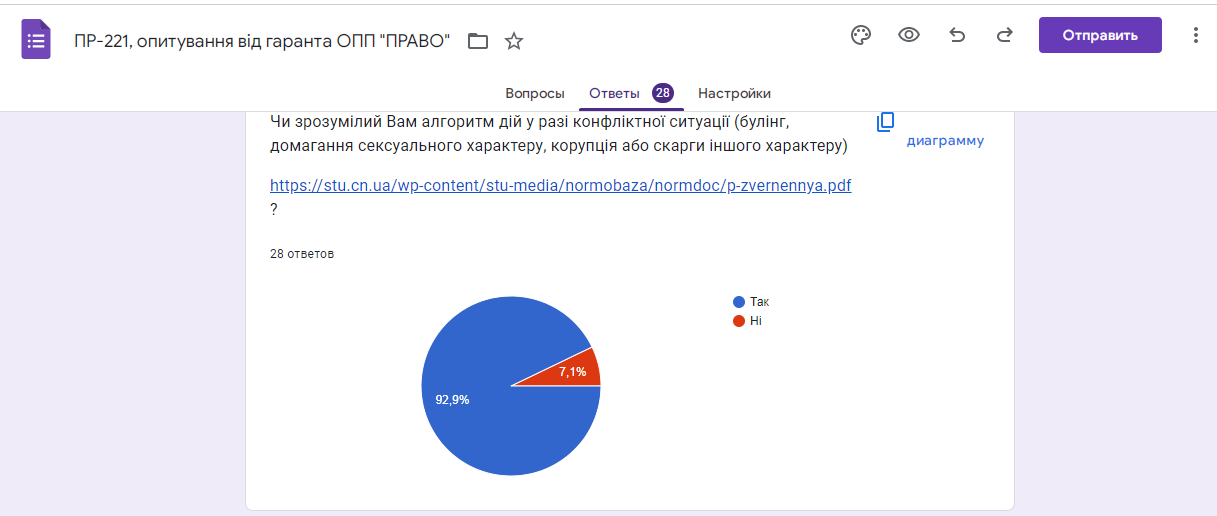 ПР-221, опитування від гаранта ОПП "ПРАВО"
Отправить
Вопросы Ответы 28 Настройки
Чи зрозумілий Вам алгоритм дій у разі конфліктної ситуації (булінг,
домагання сексуального характеру, корупція або скарги іншого характеру)
диаграмму
https://stu.cn.ua/wp-content/stu-media/normobaza/normdoc/p-zvernennya.pdf
?
28 ответов
Так
Ні
7,1%
92,9%